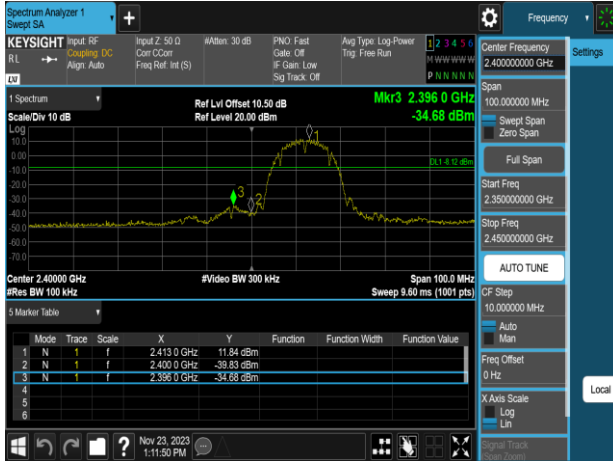 Spectrum Analyzer 1
Swept SA
+
Frequency
KEYSIGHT
RL
Input: RF
Coupling: DC
Align: Auto
Input Z: 50 Ω
Corr CCorr
Freq Ref: Int (S)
#Atten: 30 dB
PNO: Fast
Gate: Off
IF Gain: Low
Sig Track: Off
Avg Type: Log-Power
Trig: Free Run
1 2 3 4 5 6
M W W W W W
P N N N N N
1 Spectrum
Scale/Div 10 dB
Ref Lvl Offset 10.50 dB
Ref Level 20.00 dBm
Mkr3 2.396 0 GHz
-34.68 dBm
Log
10.0
0.00
-10.0
-20.0
-30.0
-40.0
-50.0
-60.0
-70.0
1
2
3
DL1 -8.12 dBm
Center 2.40000 GHz
#Res BW 100 kHz
#Video BW 300 kHz
Span 100.0 MHz
Sweep 9.60 ms (1001 pts)
5 Marker Table
Mode Trace Scale X Y Function Function Width Function Value
1 N 1 f 2.413 0 GHz 11.84 dBm
2 N 1 f 2.400 0 GHz -39.83 dBm
3 N 1 f 2.396 0 GHz -34.68 dBm
4
5
6
?
Nov 23, 2023
1:11:50 PM
Center Frequency
2.400000000 GHz
Settings
Span
100.000000 MHz
Swept Span
Zero Span
Full Span
Start Freq
2.350000000 GHz
Stop Freq
2.450000000 GHz
AUTO TUNE
CF Step
10.000000 MHz
Auto
Man
Freq Offset
0 Hz
X Axis Scale
Log
Lin
Local
Signal Track
(Span Zoom)